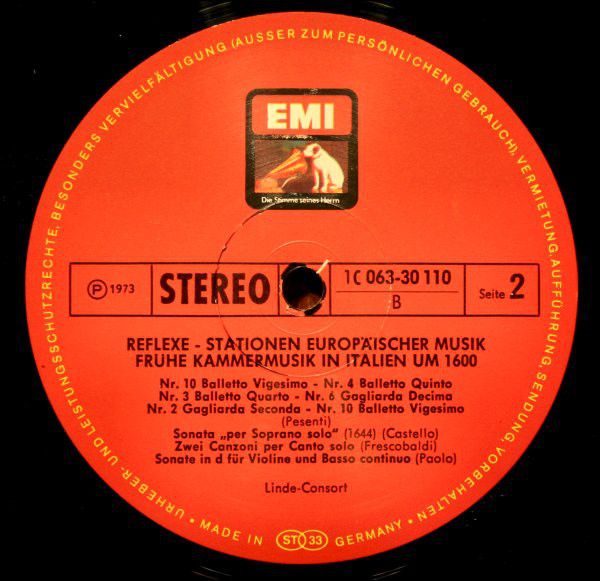 URHEBER- UND LEISTUNGSSCHUTZRECHTE, BESONDERS VERVIELFÄLTIGUNG (AUSSER ZUM PERSÖNLICHEN GEBRAUCH), VERMIETUNG, AUFFÜHRUNG, SENDUNG, VORBEHALTEN
EMI
Die Stimme seines Herrn
Ⓟ 1973
STEREO
1C 063-30 110
B
Seite 2
REFLEXE - STATIONEN EUROPÄISCHER MUSIK
FRÜHE KAMMERMUSIK IN ITALIEN UM 1600
Nr. 10 Balletto Vigesimo - Nr. 4 Balletto Quinto
Nr. 3 Balletto Quarto - Nr. 6 Gagliarda Decima
Nr. 2 Gagliarda Seconda - Nr. 10 Balletto Vigesimo
(Pesenti)
Sonata „per Soprano solo" (1644) (Castello)
Zwei Canzoni per Canto solo (Frescobaldi)
Sonate in d für Violine und Basso continuo (Paolo)
Linde-Consort
• MADE IN ST 33 GERMANY •